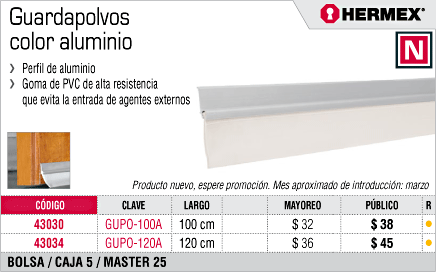 Guardapolvos
color aluminio
HERMEX®
N
❯ Perfil de aluminio
❯ Goma de PVC de alta resistencia
que evita la entrada de agentes externos
Producto nuevo, espere promoción. Mes aproximado de introducción: marzo
CÓDIGO CLAVE LARGO MAYOREO PÚBLICO R
43030 GUPO-100A 100 cm $ 32 $ 38
43034 GUPO-120A 120 cm $ 36 $ 45
BOLSA / CAJA 5 / MASTER 25